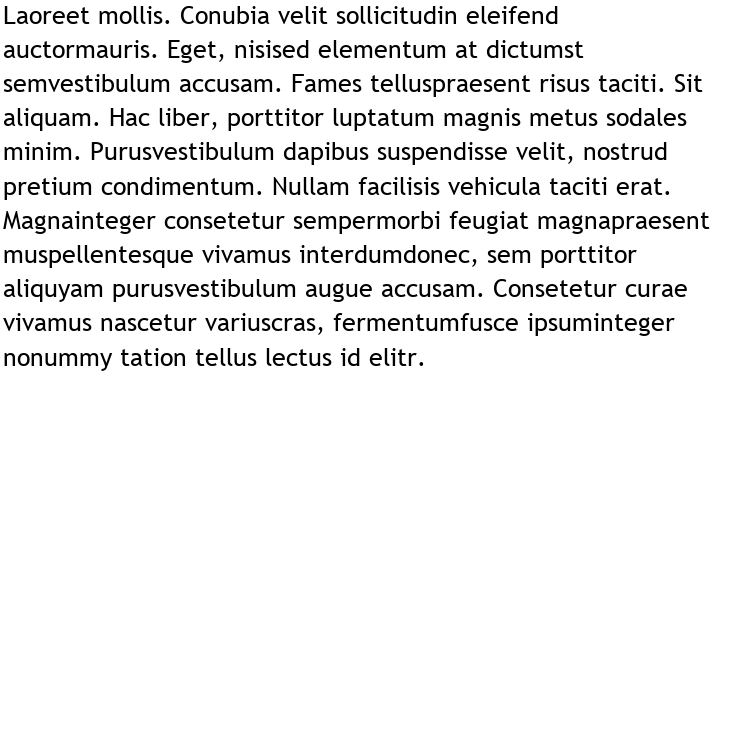 Laoreet mollis. Conubia velit sollicitudin eleifend
auctormauris. Eget, nisised elementum at dictumst
semvestibulum accusam. Fames telluspraesent risus taciti. Sit
aliquam. Hac liber, porttitor luptatum magnis metus sodales
minim. Purusvestibulum dapibus suspendisse velit, nostrud
pretium condimentum. Nullam facilisis vehicula taciti erat.
Magnainteger consetetur sempermorbi feugiat magnapraesent
muspellentesque vivamus interdumdonec, sem porttitor
aliquyam purusvestibulum augue accusam. Consetetur curae
vivamus nascetur variuscras, fermentumfusce ipsuminteger
nonummy tation tellus lectus id elitr.